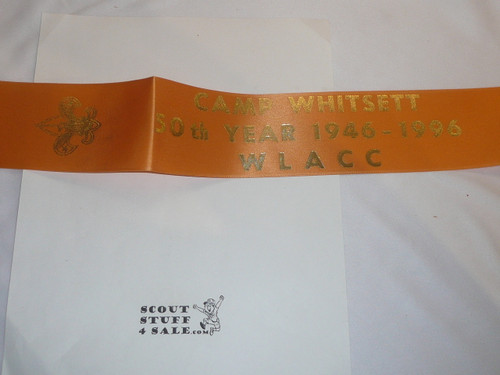 CAMP WHITSETT
50th YEAR 1946-1996
WLACC
SCOUT
STUFF
4 SALE.com